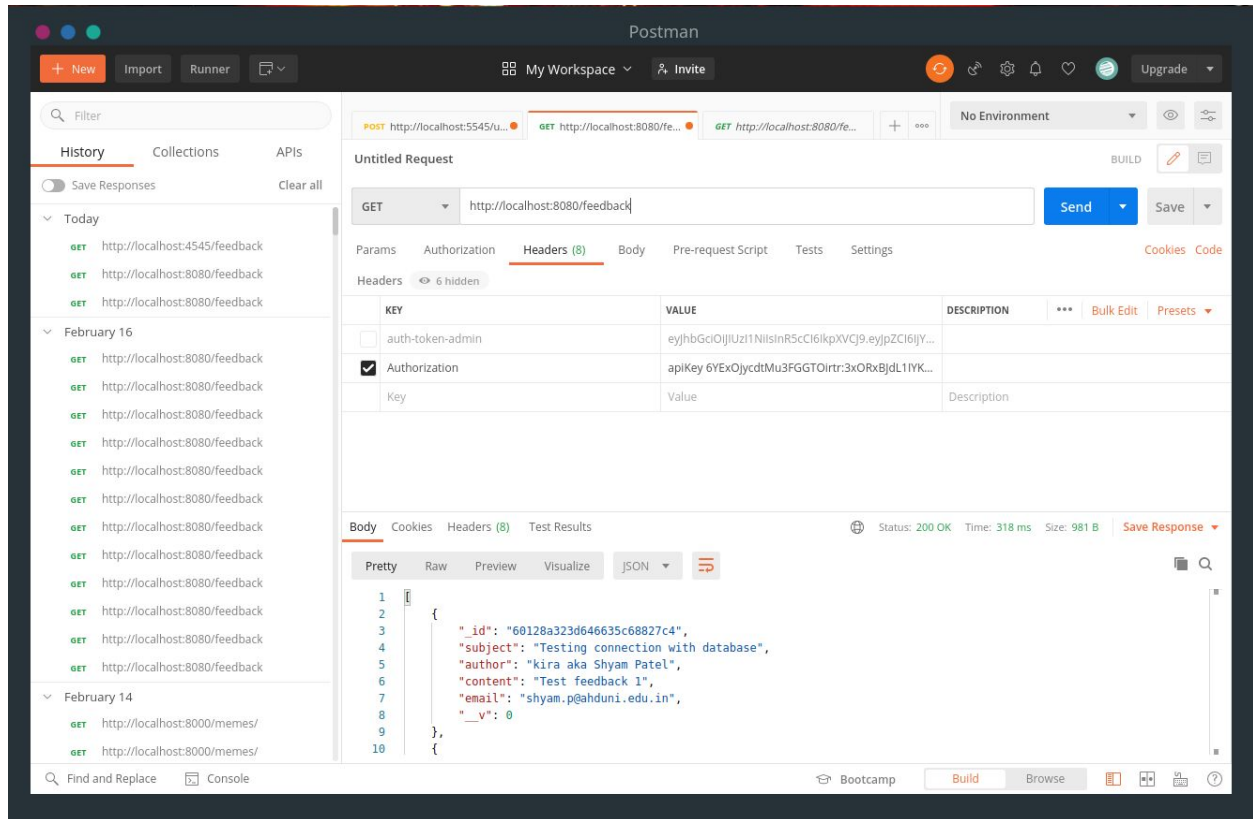 Postman
+ New Import Runner My Workspace Invite Upgrade
Filter
History Collections APIs
Save Responses Clear all
Today
GET http://localhost:4545/feedback
GET http://localhost:8080/feedback
GET http://localhost:8080/feedback
February 16
GET http://localhost:8080/feedback
GET http://localhost:8080/feedback
GET http://localhost:8080/feedback
GET http://localhost:8080/feedback
GET http://localhost:8080/feedback
GET http://localhost:8080/feedback
GET http://localhost:8080/feedback
GET http://localhost:8080/feedback
GET http://localhost:8080/feedback
GET http://localhost:8080/feedback
GET http://localhost:8080/feedback
GET http://localhost:8080/feedback
February 14
GET http://localhost:8000/memes/
GET http://localhost:8000/memes/
POST http://localhost:5545/u... GET http://localhost:8080/fe... GET http://localhost:8080/fe... No Environment
Untitled Request BUILD
GET http://localhost:8080/feedback Send Save
Params Authorization Headers (8) Body Pre-request Script Tests Settings Cookies Code
Headers 6 hidden
KEY VALUE DESCRIPTION Bulk Edit Presets
auth-token-admin
Authorization apiKey
Key Value Description
Body Cookies Headers (8) Test Results Status: 200 OK Time: 318 ms Size: 981 B Save Response
Pretty Raw Preview Visualize JSON
1 [
2 {
3 "_id": "60128a323d646635c68827c4",
4 "subject": "Testing connection with database",
5 "author": "kira aka Shyam Patel",
6 "content": "Test feedback 1",
7 "email": "shyam.p@ahduni.edu.in",
8 "__v": 0
9 },
10 {
Find and Replace Console Bootcamp Build Browse